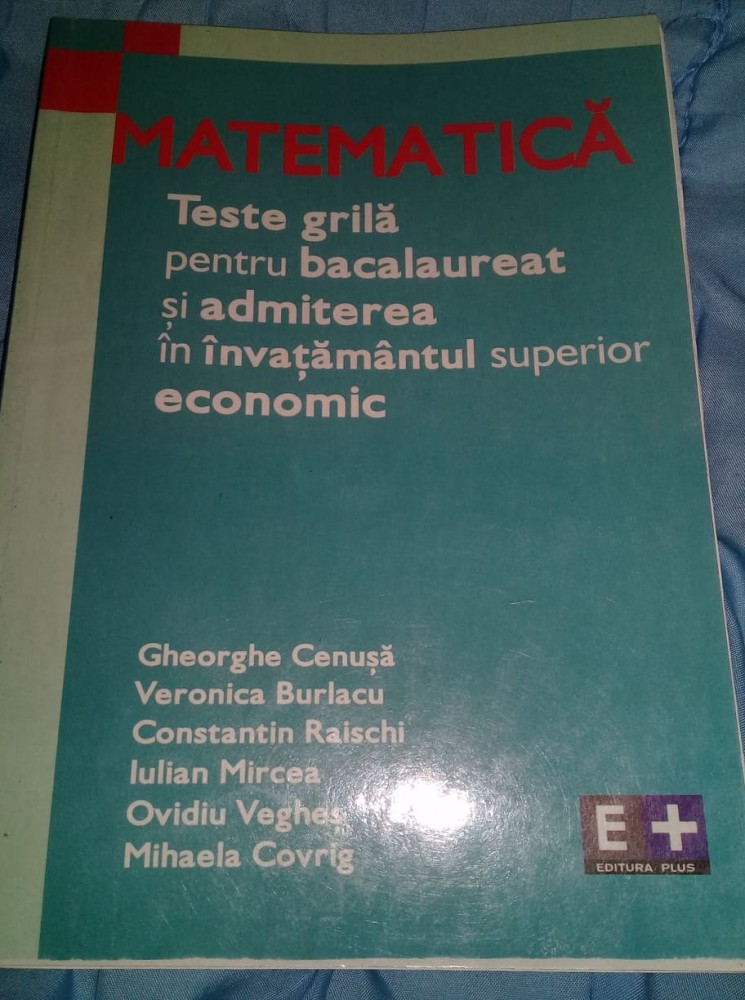 MATEMATICĂ
Teste grilă
pentru bacalaureat
și admiterea
în învațământul superior
economic
Gheorghe Cenușă
Veronica Burlacu
Constantin Raischi
Iulian Mircea
Ovidiu Vegheș
Mihaela Covrig
E +
EDITURA PLUS